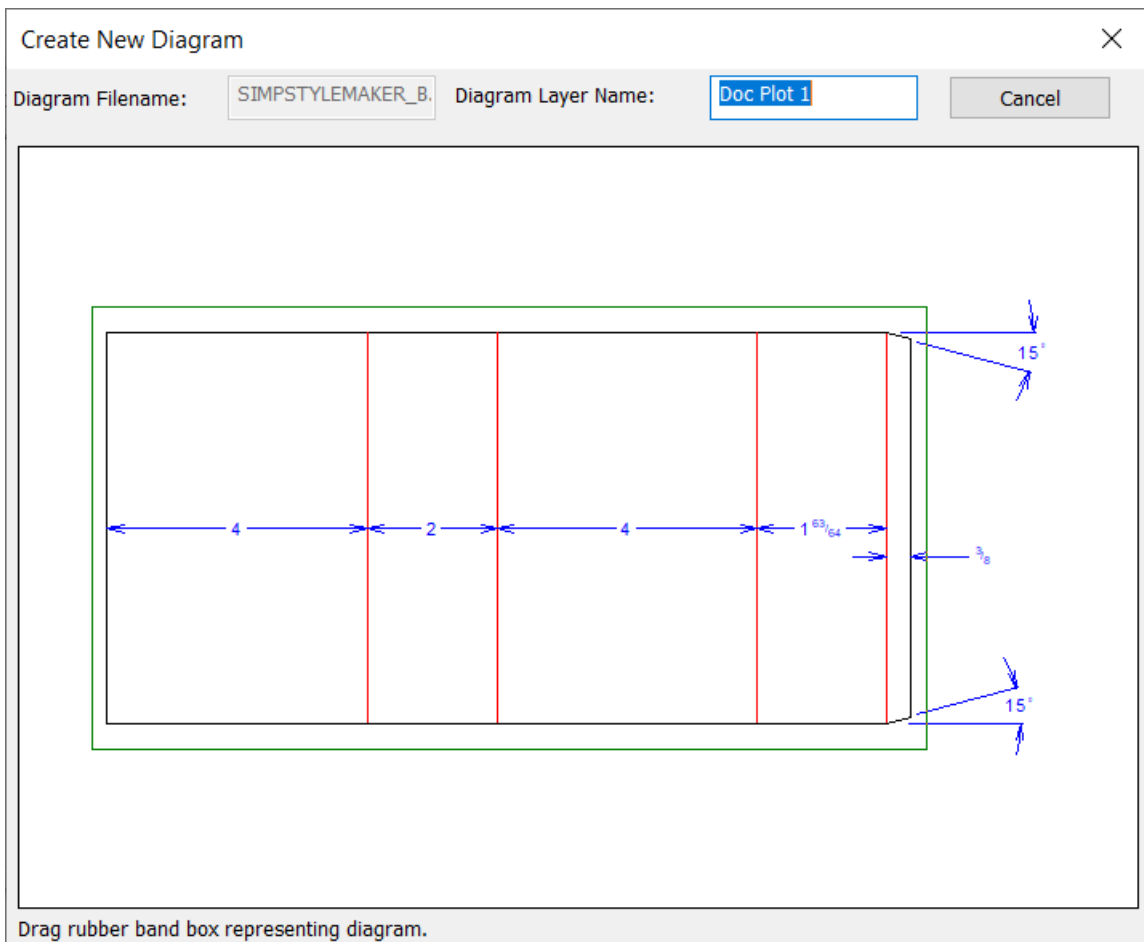 Create New Diagram
Diagram Filename: SIMPSTYLEMAKER_B. Diagram Layer Name: Doc Plot 1 Cancel
15°
4 2 4 1 63/64
3/8
15°
Drag rubber band box representing diagram.